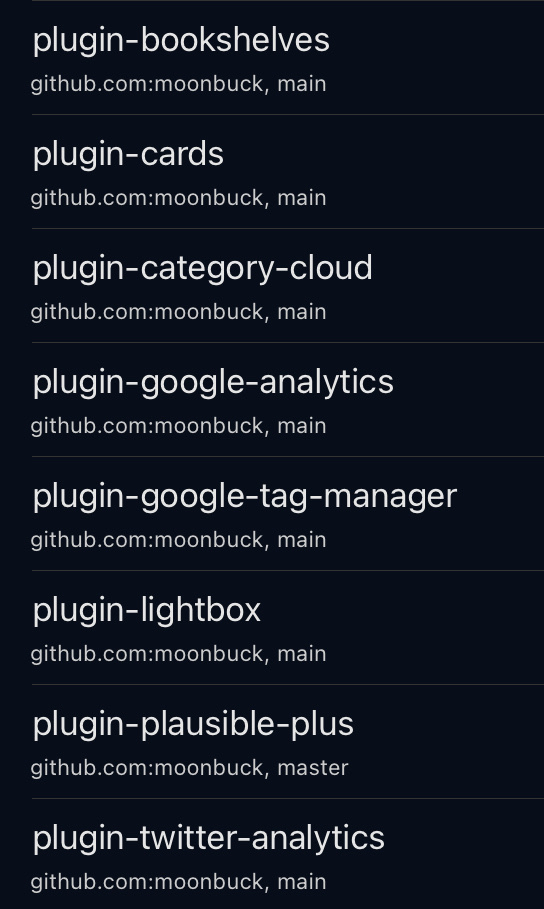 plugin-bookshelves
github.com:moonbuck, main
plugin-cards
github.com:moonbuck, main
plugin-category-cloud
github.com:moonbuck, main
plugin-google-analytics
github.com:moonbuck, main
plugin-google-tag-manager
github.com:moonbuck, main
plugin-lightbox
github.com:moonbuck, main
plugin-plausible-plus
github.com:moonbuck, master
plugin-twitter-analytics
github.com:moonbuck, main